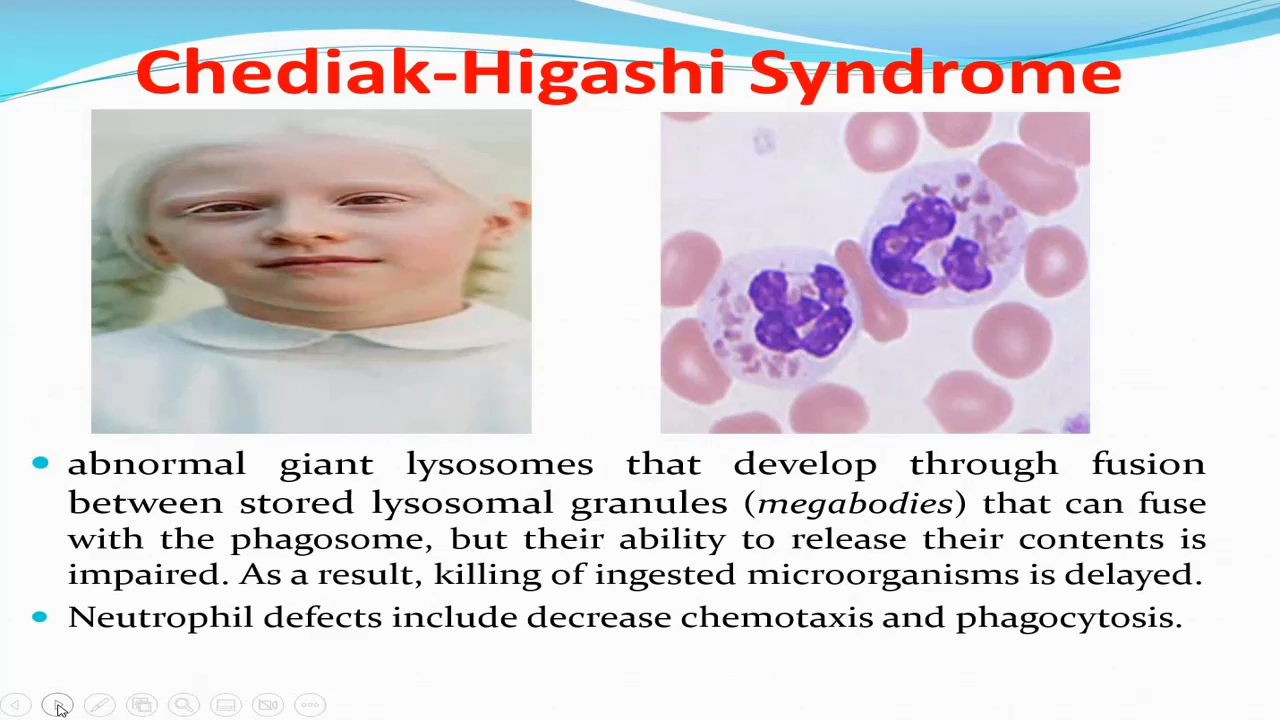 Chediak-Higashi Syndrome
abnormal giant lysosomes that develop through fusion
between stored lysosomal granules (megabodies) that can fuse
with the phagosome, but their ability to release their contents is
impaired. As a result, killing of ingested microorganisms is delayed.
Neutrophil defects include decrease chemotaxis and phagocytosis.